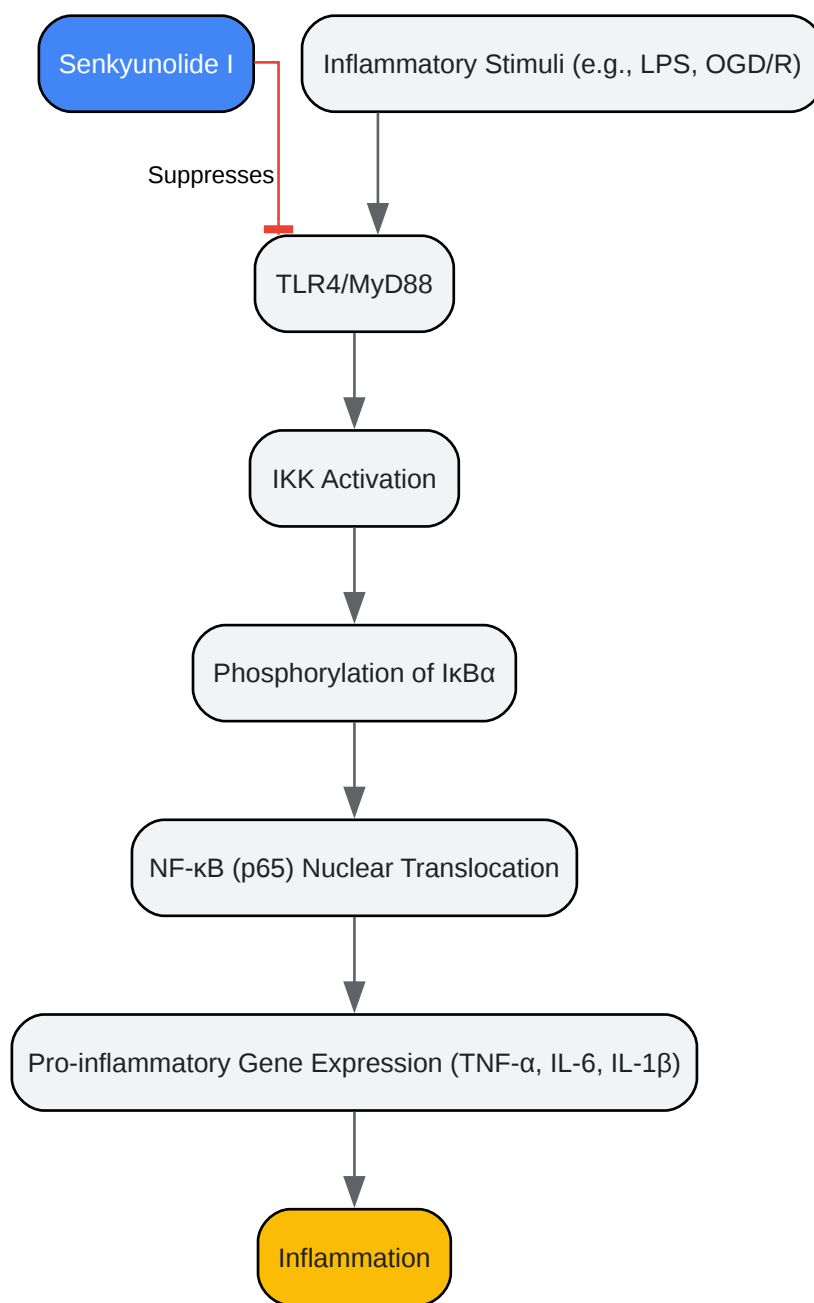 Senkyunolide I
Inflammatory Stimuli (e.g., LPS, OGD/R)
Suppresses
TLR4/MyD88
IKK Activation
Phosphorylation of IκBα
NF-κB (p65) Nuclear Translocation
Pro-inflammatory Gene Expression (TNF-α, IL-6, IL-1β)
Inflammation